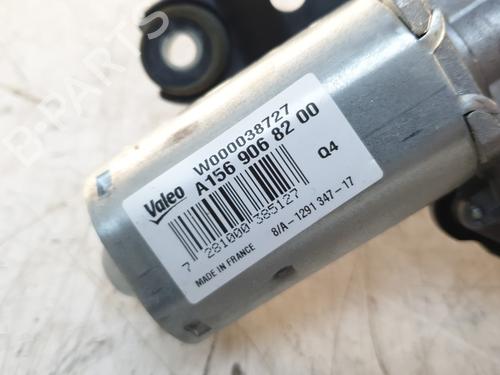 B-PARTS
Valeo
W000038727
A156 906 82 00
Q4
7 281000 385127
8/A-1291 347-17
MADE IN FRANCE